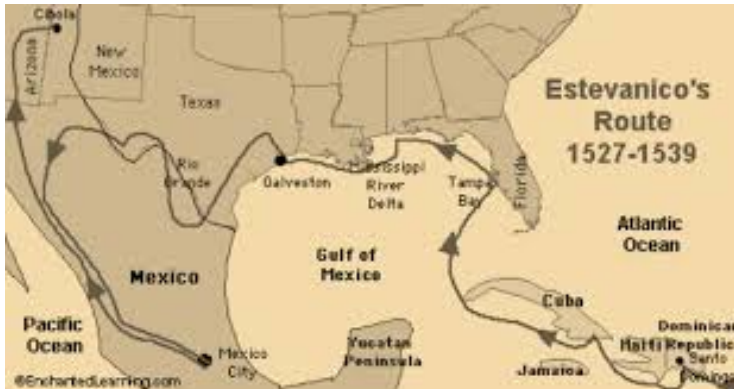 Cibola
Arizona
New
Mexico
Texas
Estevanico's
Route
1527-1539
Rio
Grande
Galveston
Mississippi
River
Delta
Tampa
Bay
Florida
Atlantic
Ocean
Gulf of
Mexico
Mexico
Cuba
Pacific
Ocean
Mexico
City
Yucatan
Peninsula
Jamaica
Haiti
Dominican
Republic
Santo
Domingo
©EnchantedLearning.com